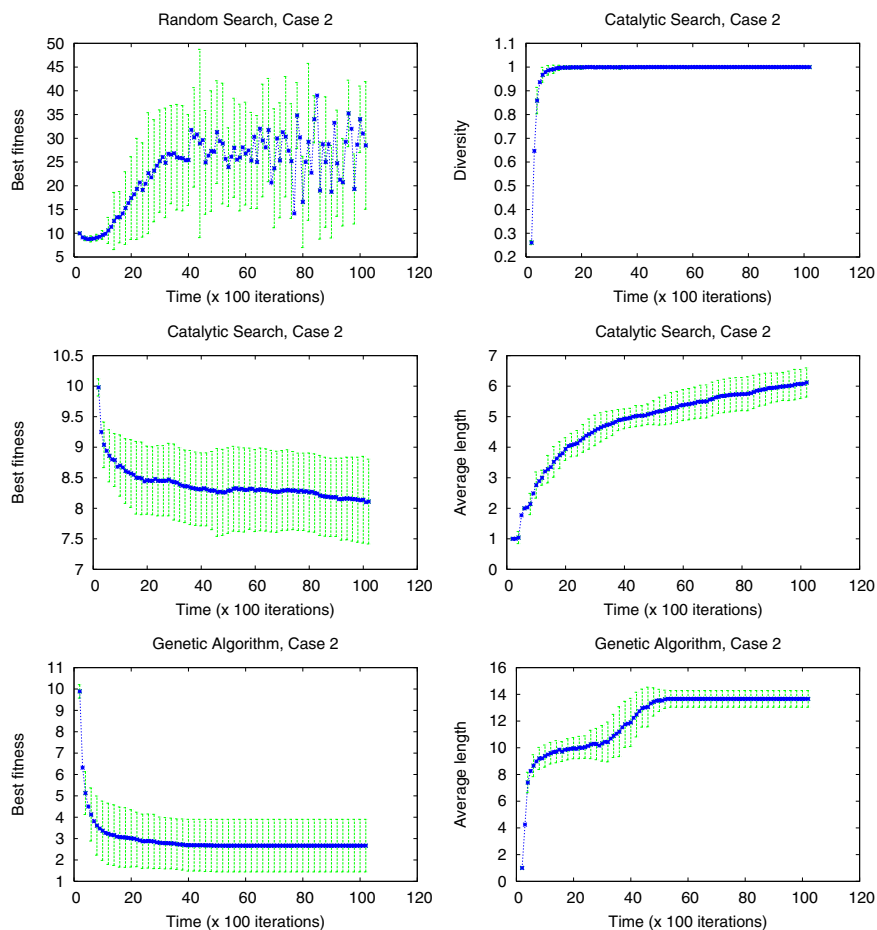 Random Search, Case 2
50
45
40
35
30
25
20
15
10
5
0 20 40 60 80 100 120
Best fitness
Time (x 100 iterations)
Catalytic Search, Case 2
1.1
1
0.9
0.8
0.7
0.6
0.5
0.4
0.3
0.2
0 20 40 60 80 100 120
Diversity
Time (x 100 iterations)
Catalytic Search, Case 2
10.5
10
9.5
9
8.5
8
7.5
7
0 20 40 60 80 100 120
Best fitness
Time (x 100 iterations)
Catalytic Search, Case 2
7
6
5
4
3
2
1
0
0 20 40 60 80 100 120
Average length
Time (x 100 iterations)
Genetic Algorithm, Case 2
11
10
9
8
7
6
5
4
3
2
1
0 20 40 60 80 100 120
Best fitness
Time (x 100 iterations)
Genetic Algorithm, Case 2
16
14
12
10
8
6
4
2
0
0 20 40 60 80 100 120
Average length
Time (x 100 iterations)